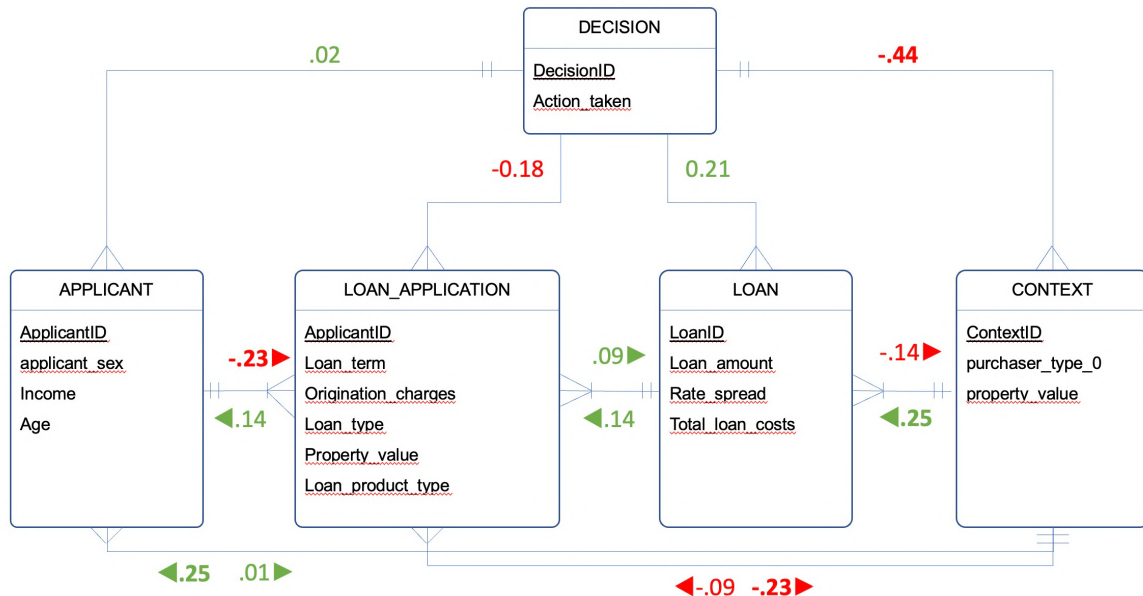 DECISION
DecisionID
Action_taken
.02
-.44
-0.18
0.21
APPLICANT
ApplicantID
applicant_sex
Income
Age
-.23
.14
LOAN_APPLICATION
ApplicantID
Loan_term
Origination_charges
Loan_type
Property_value
Loan_product_type
.09
.14
LOAN
LoanID
Loan_amount
Rate_spread
Total_loan_costs
-.14
.25
CONTEXT
ContextID
purchaser_type_0
property_value
.25 .01
-.09 -.23